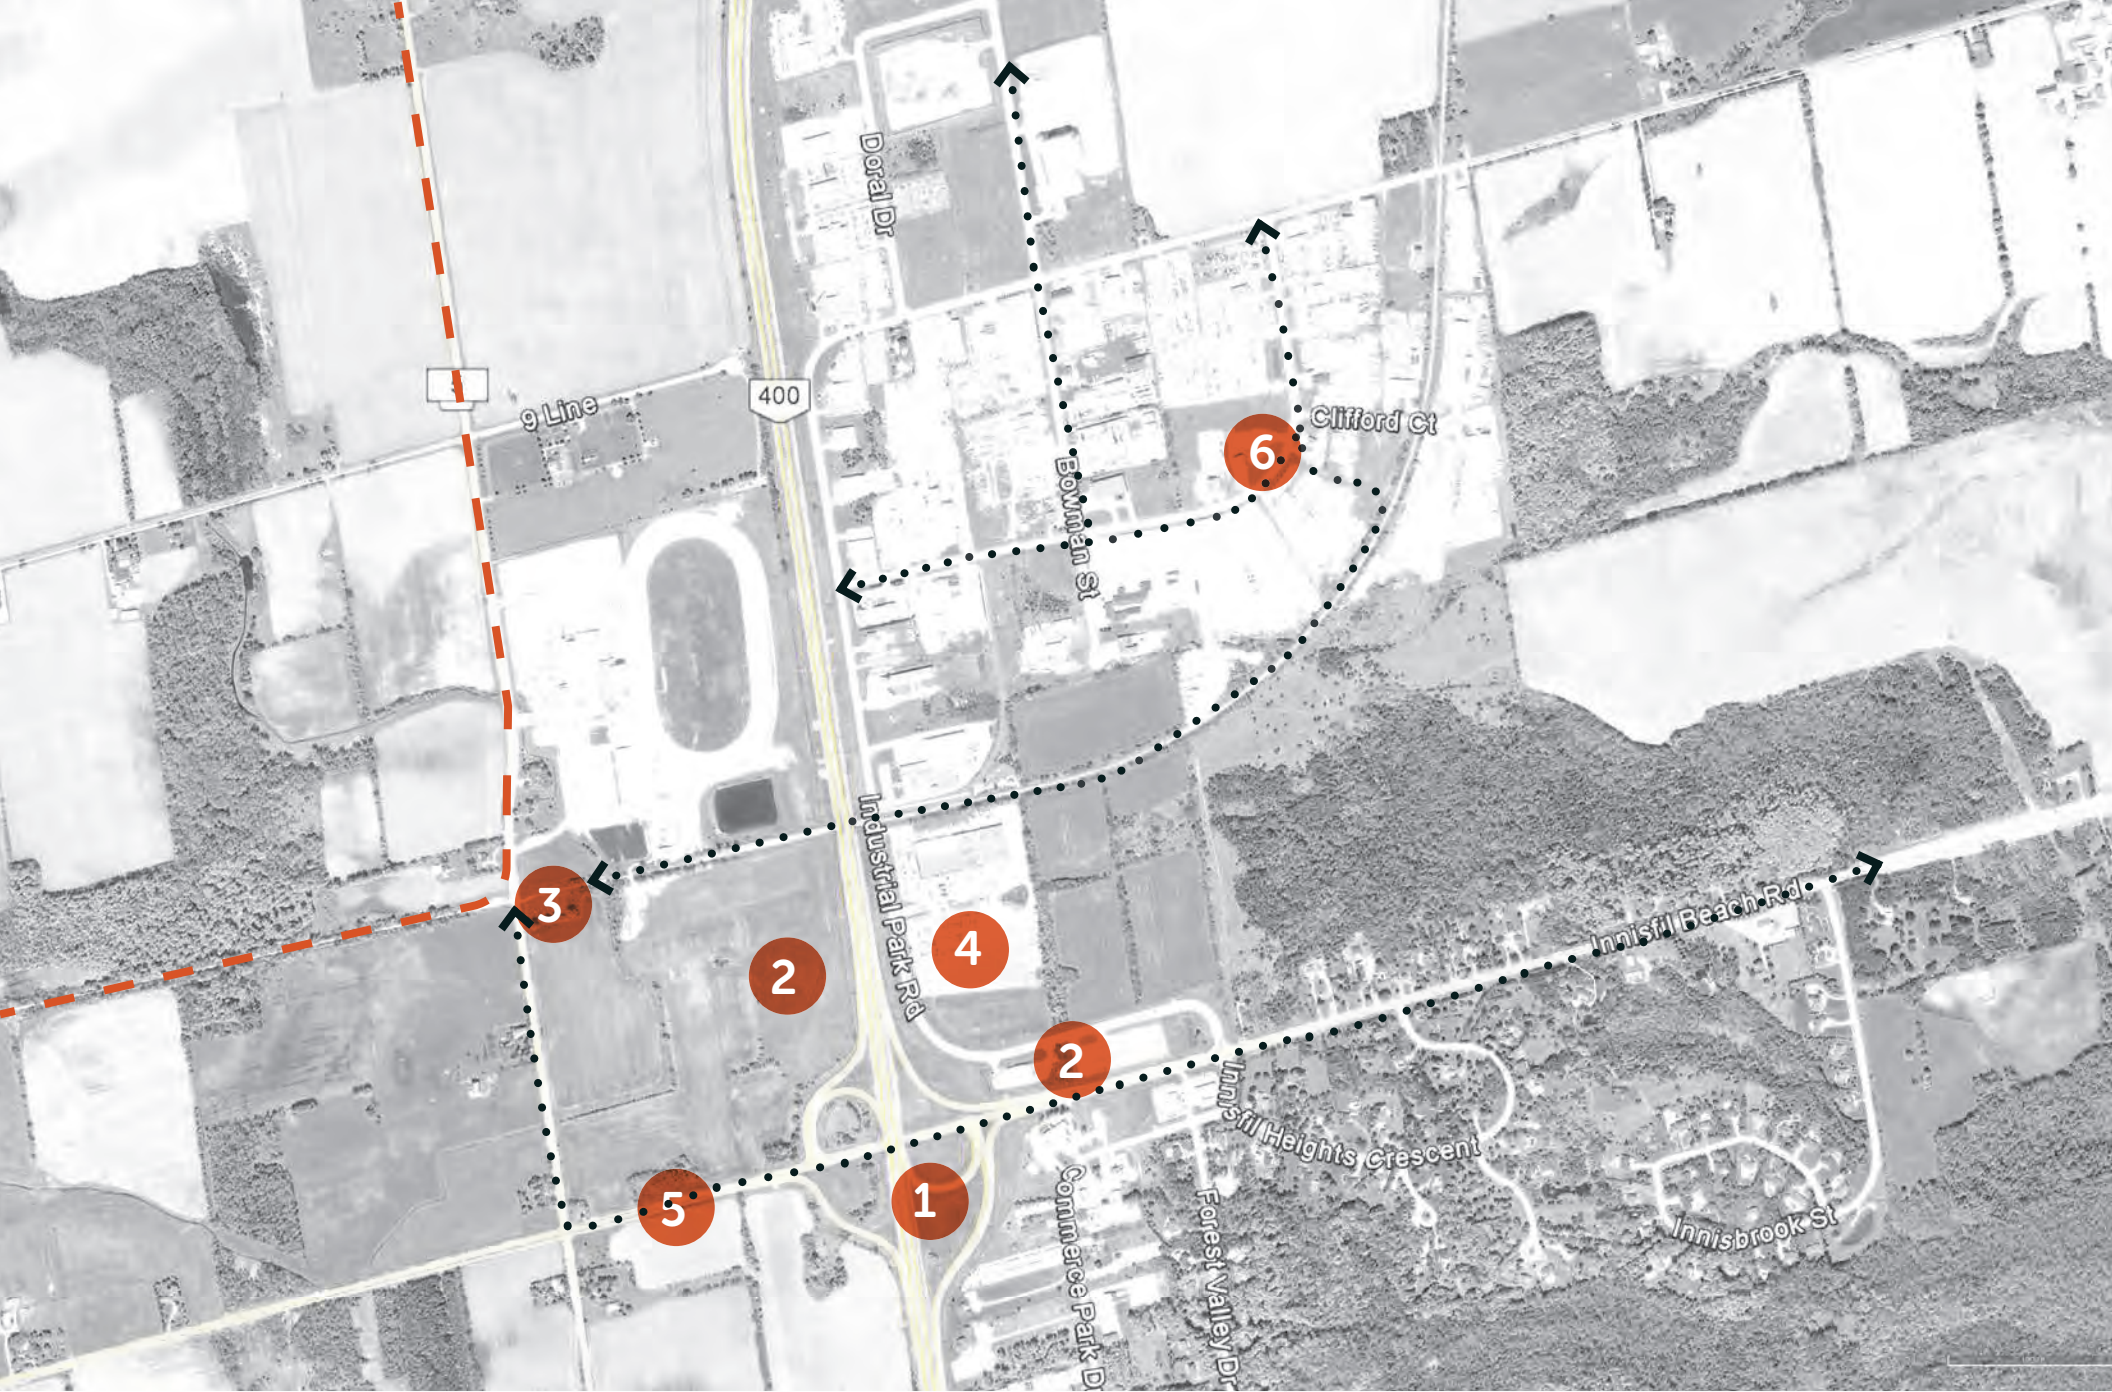 Doral Dr
9 Line
400
Clifford Ct
6
Bowman St
Industrial Park Rd
3
2
4
Innisfil Beach Rd
2
Innisfil Heights Crescent
5
1
Commerce Park D
Forest Valley Dr
Innisbrook St